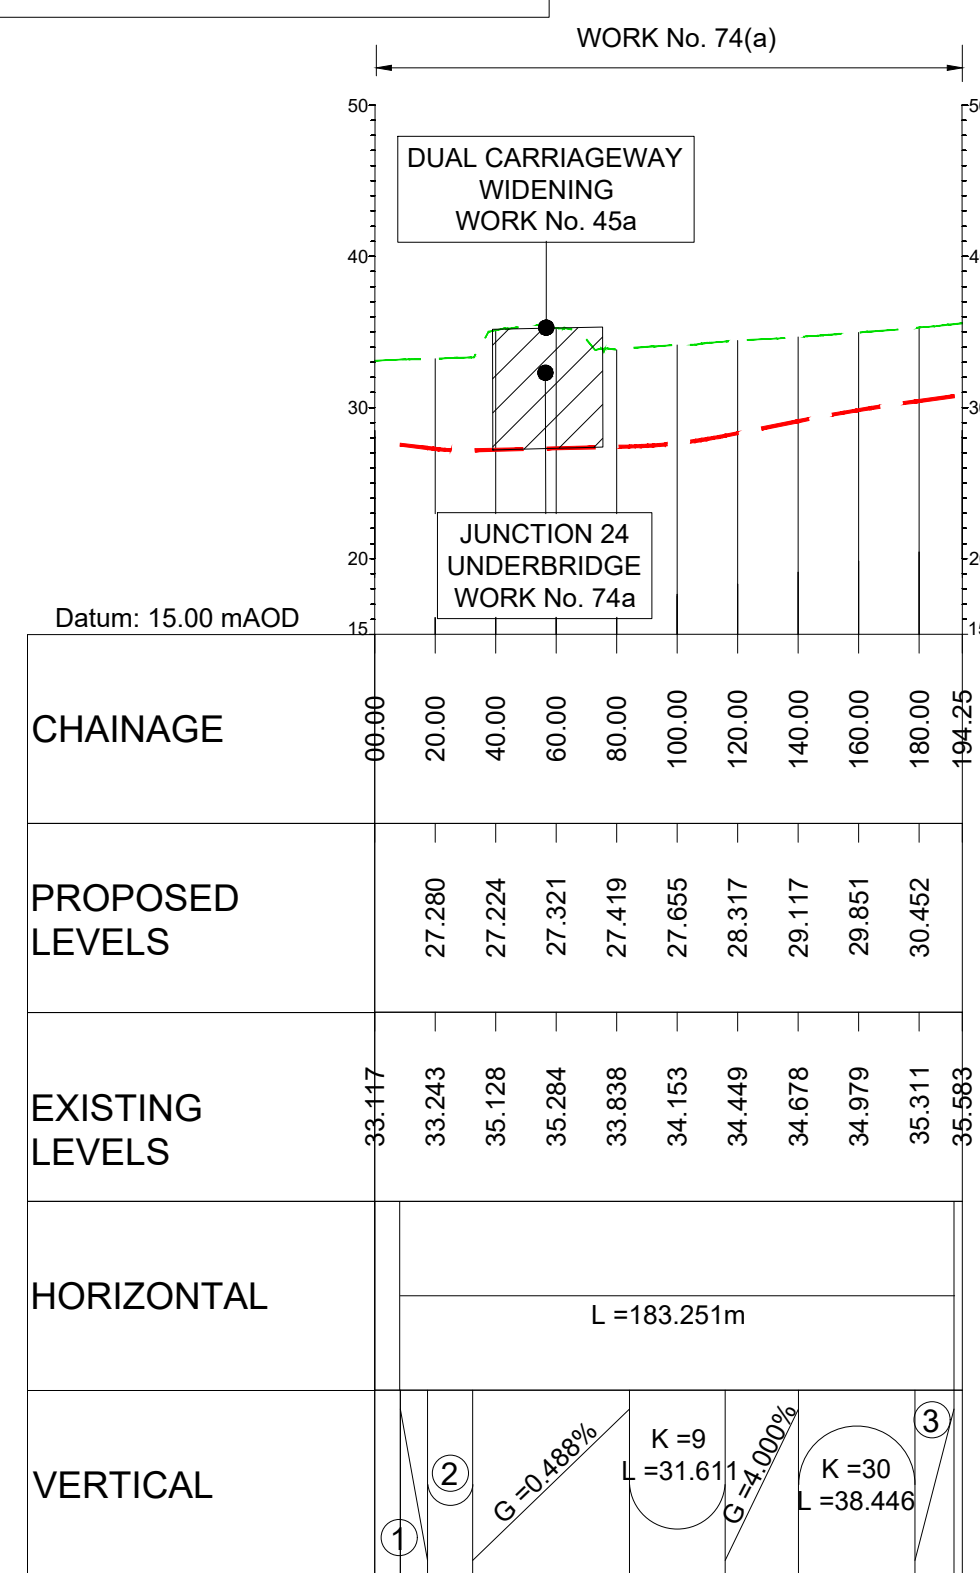 WORK No. 74(a)
50
50
DUAL CARRIAGEWAY
WIDENING
WORK No. 45a
40
30
30
JUNCTION 24
UNDERBRIDGE
WORK No. 74a
20
Datum: 15.00 mAOD
15
CHAINAGE
00.00 20.00 40.00 60.00 80.00 100.00 120.00 140.00 160.00 180.00 194.25
PROPOSED
LEVELS
27.280 27.224 27.321 27.419 27.655 28.317 29.117 29.851 30.452
EXISTING
LEVELS
33.117 33.243 35.128 35.284 33.838 34.153 34.449 34.678 34.979 35.311 35.583
HORIZONTAL
L =183.251m
VERTICAL
1
2
G =0.488%
K =9
L =31.611
G =4.000%
K =30
L =38.446
3